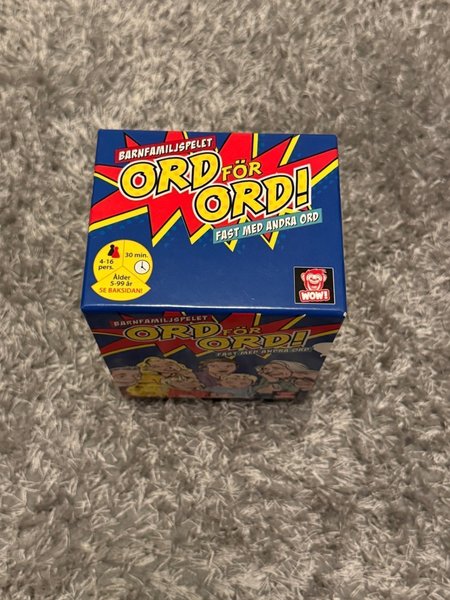 BARNFAMILJSPELET
ORD FÖR
ORD!
FAST MED ANDRA ORD
4-16
pers.
30 min.
Ålder
5-99 år
SE BAKSIDAN!
WOW!
BARNFAMILJSPELET
ORD FÖR
ORD!
FAST MED ANDRA ORD